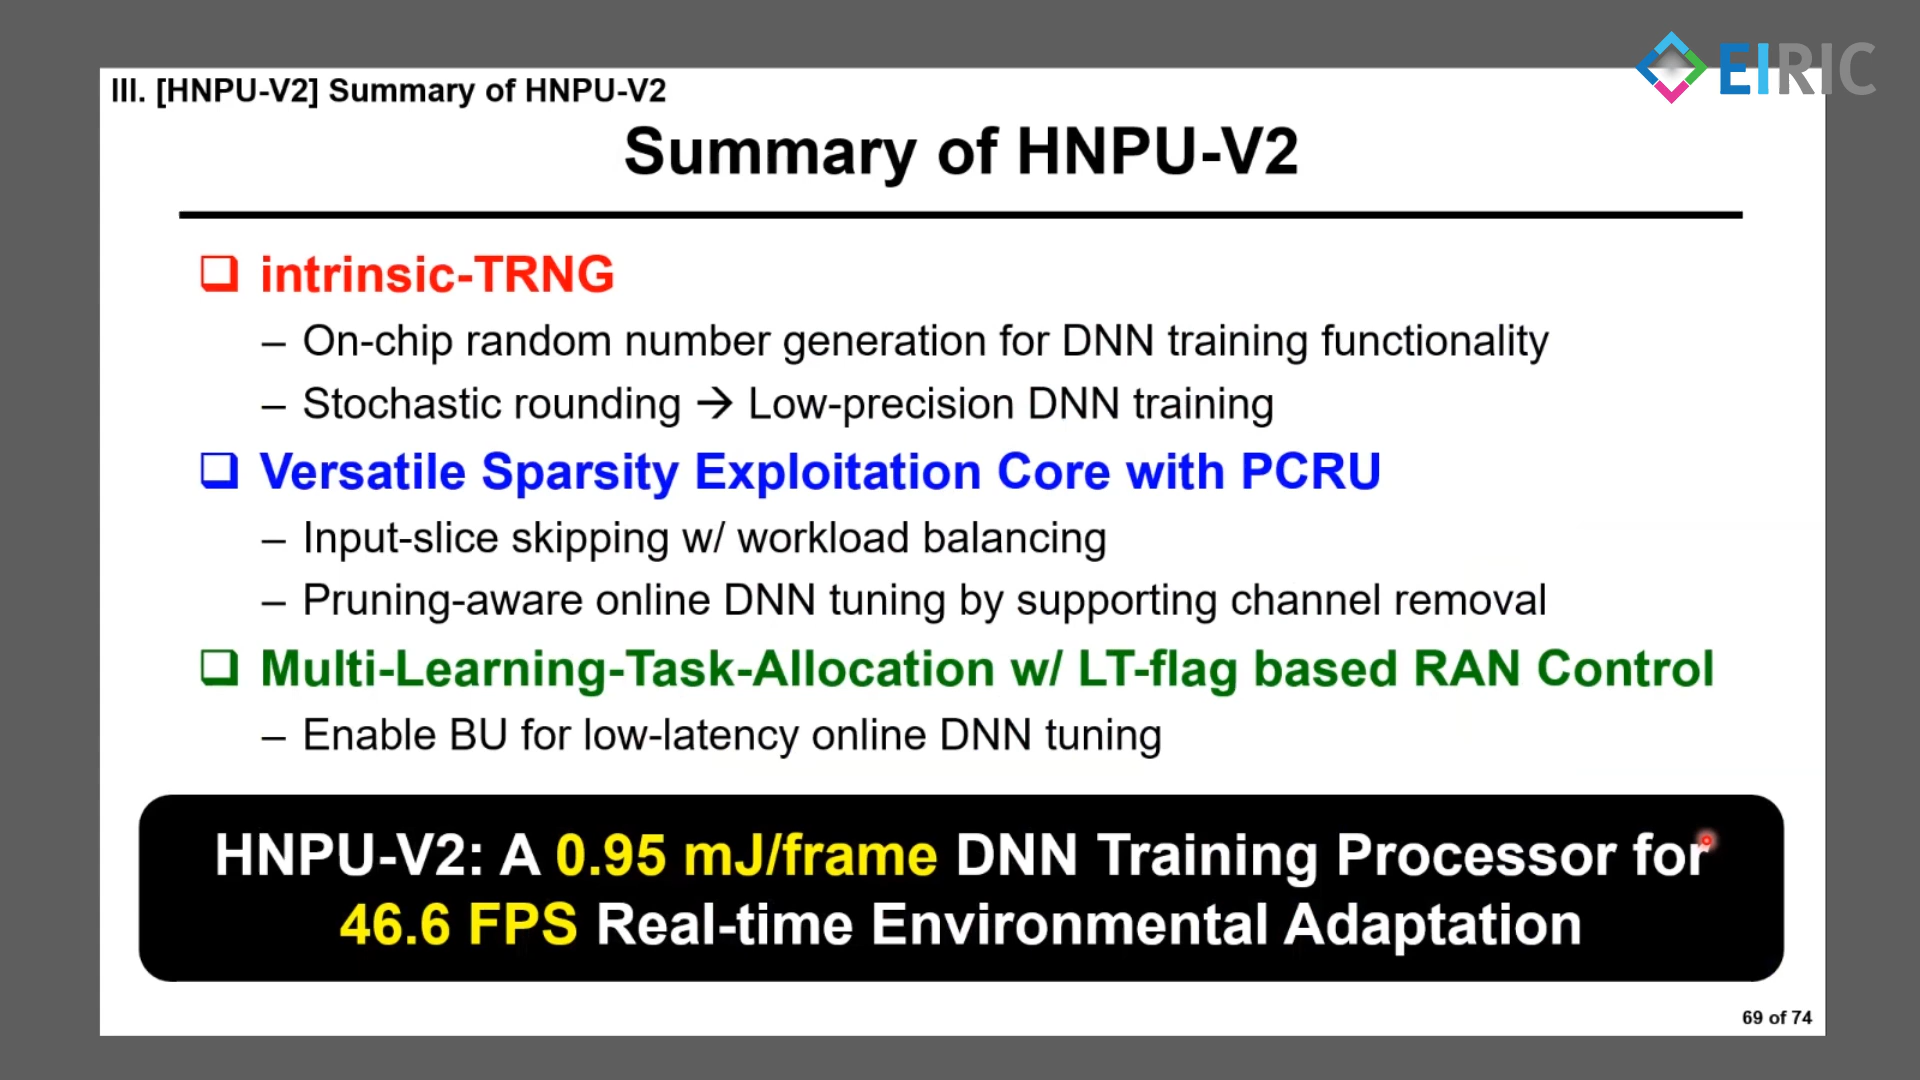 EIRIC
III. [HNPU-V2] Summary of HNPU-V2
Summary of HNPU-V2
❑ intrinsic-TRNG
– On-chip random number generation for DNN training functionality
– Stochastic rounding → Low-precision DNN training
❑ Versatile Sparsity Exploitation Core with PCRU
– Input-slice skipping w/ workload balancing
– Pruning-aware online DNN tuning by supporting channel removal
❑ Multi-Learning-Task-Allocation w/ LT-flag based RAN Control
– Enable BU for low-latency online DNN tuning
HNPU-V2: A 0.95 mJ/frame DNN Training Processor for
46.6 FPS Real-time Environmental Adaptation
69 of 74